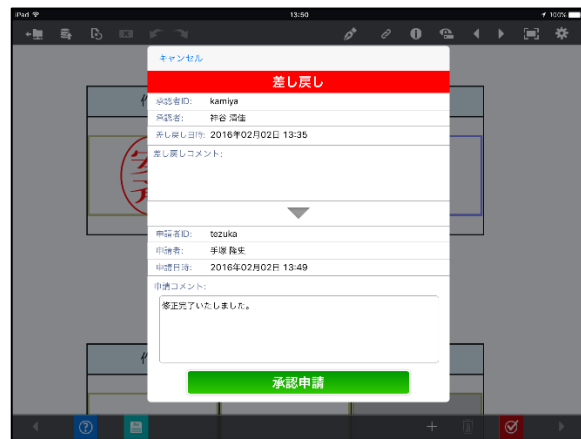 iPad 13:50 100%
キャンセル
差し戻し
承認者ID: kamiya
承認者: 神谷 清佳
差し戻し日時: 2016年02月02日 13:35
差し戻しコメント:
申請者ID: tezuka
申請者: 手塚 隆史
申請日時: 2016年02月02日 13:49
申請コメント:
修正完了いたしました。
承認申請